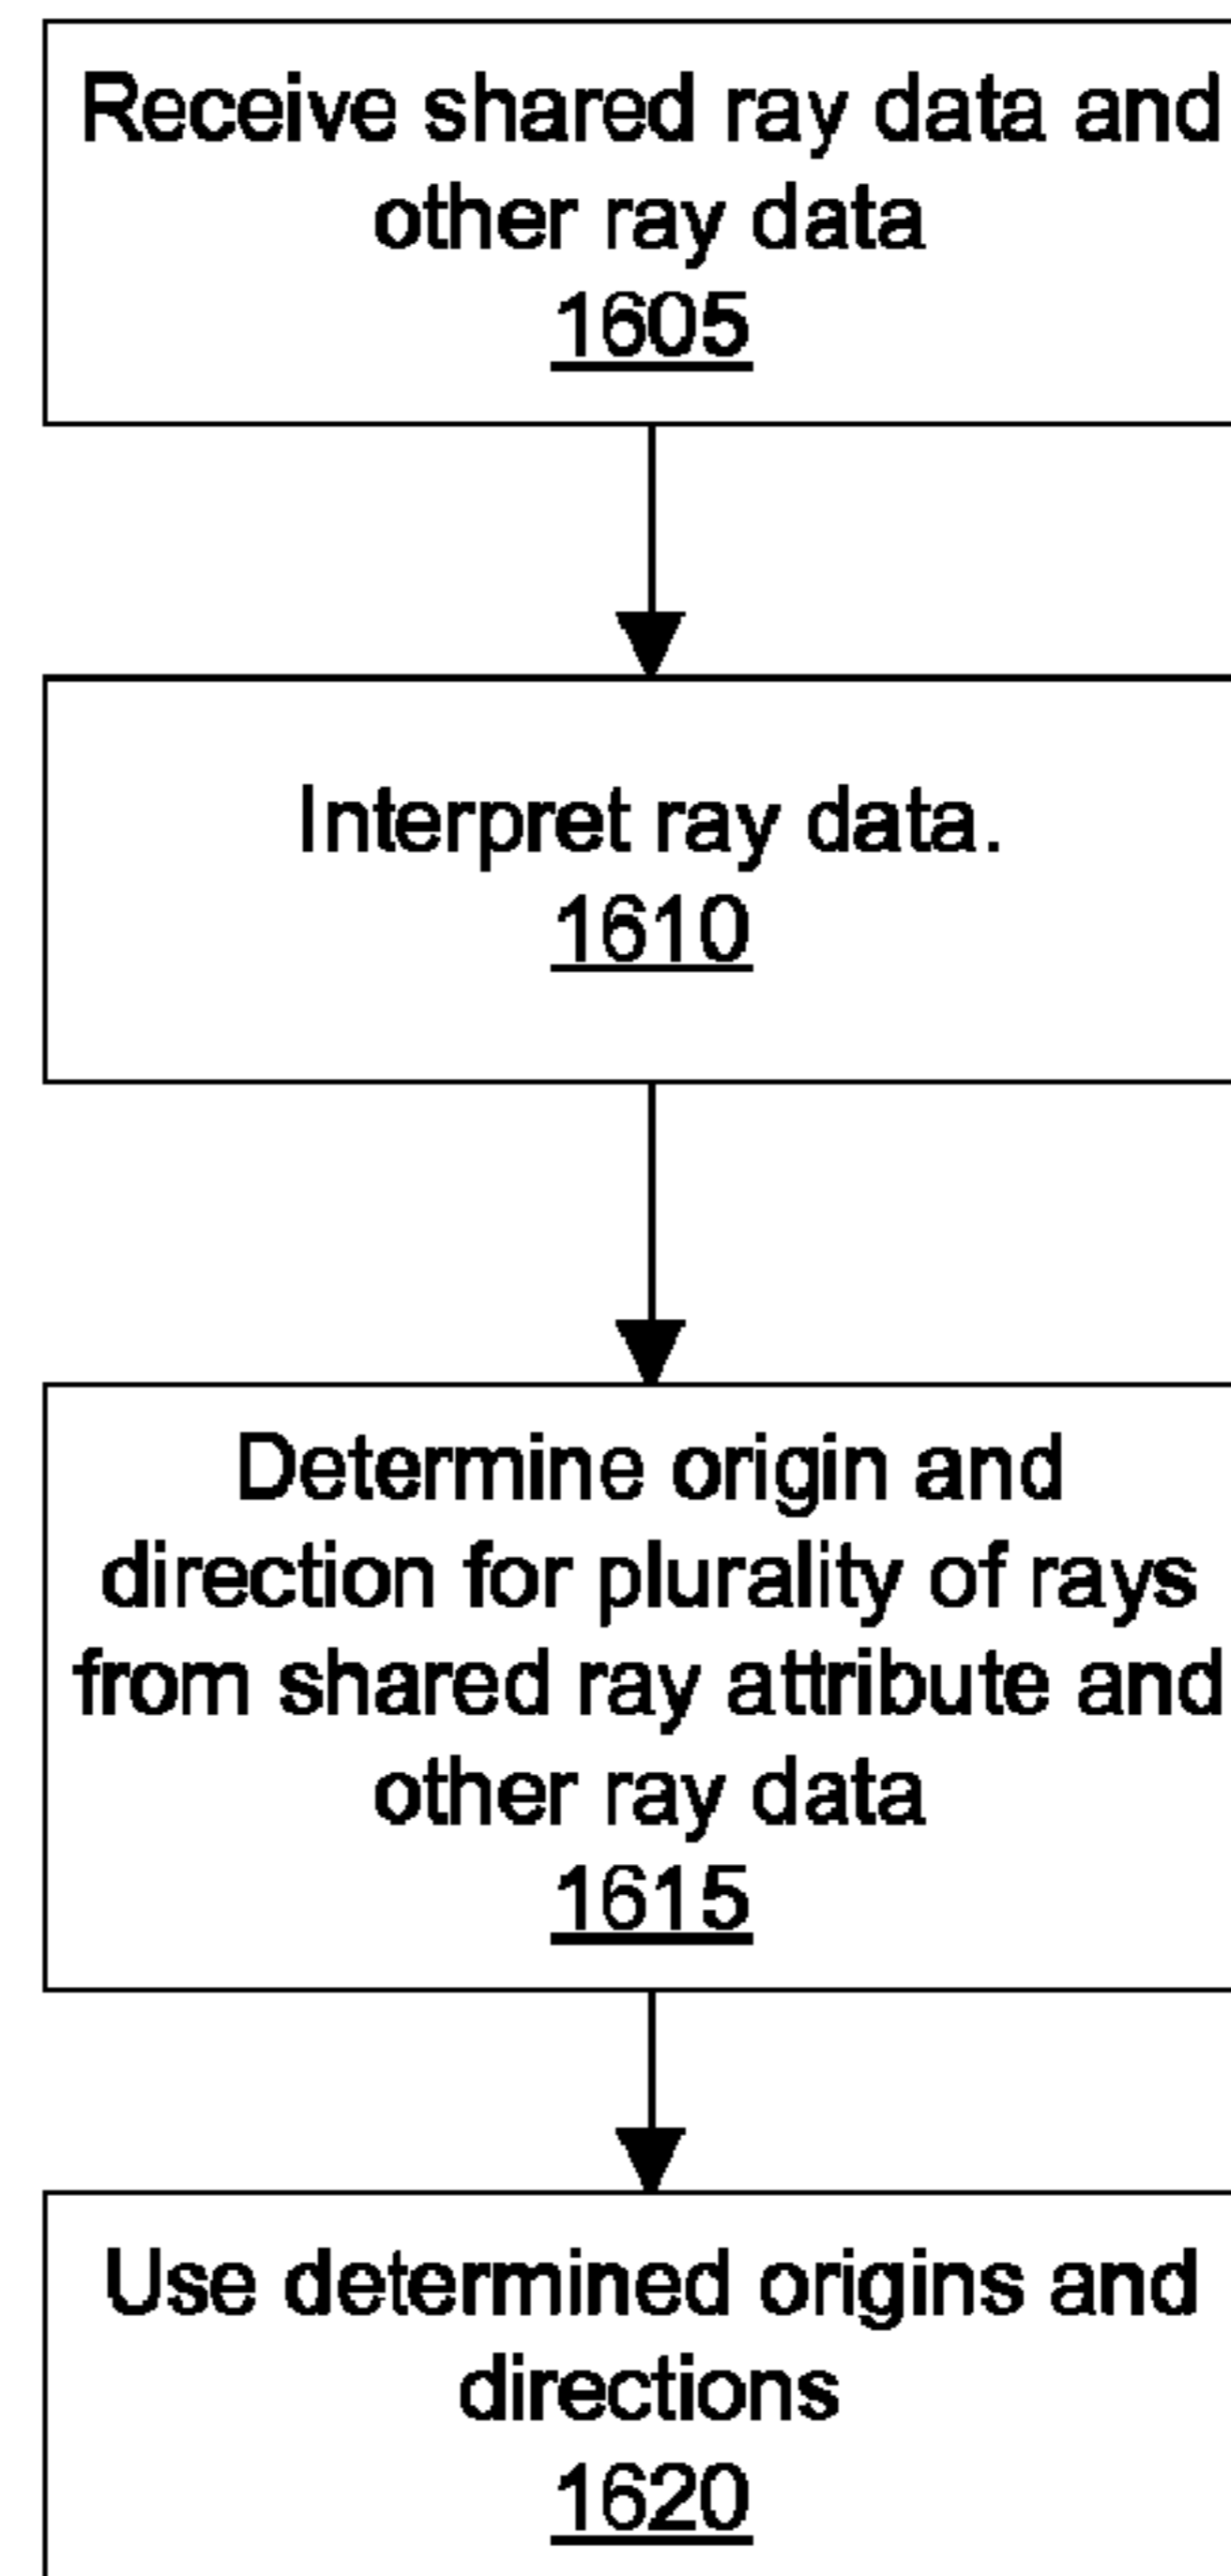 Receive shared ray data and
other ray data
1605
Interpret ray data.
1610
Determine origin and
direction for plurality of rays
from shared ray attribute and
other ray data
1615
Use determined origins and
directions
1620